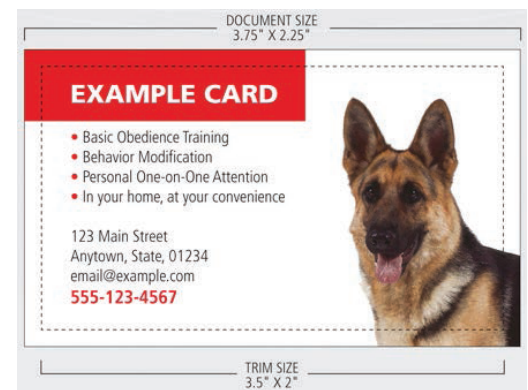 DOCUMENT SIZE
3.75" X 2.25"
EXAMPLE CARD
• Basic Obedience Training
• Behavior Modification
• Personal One-on-One Attention
• In your home, at your convenience
123 Main Street
Anytown, State, 01234
email@example.com
555-123-4567
TRIM SIZE
3.5" X 2"